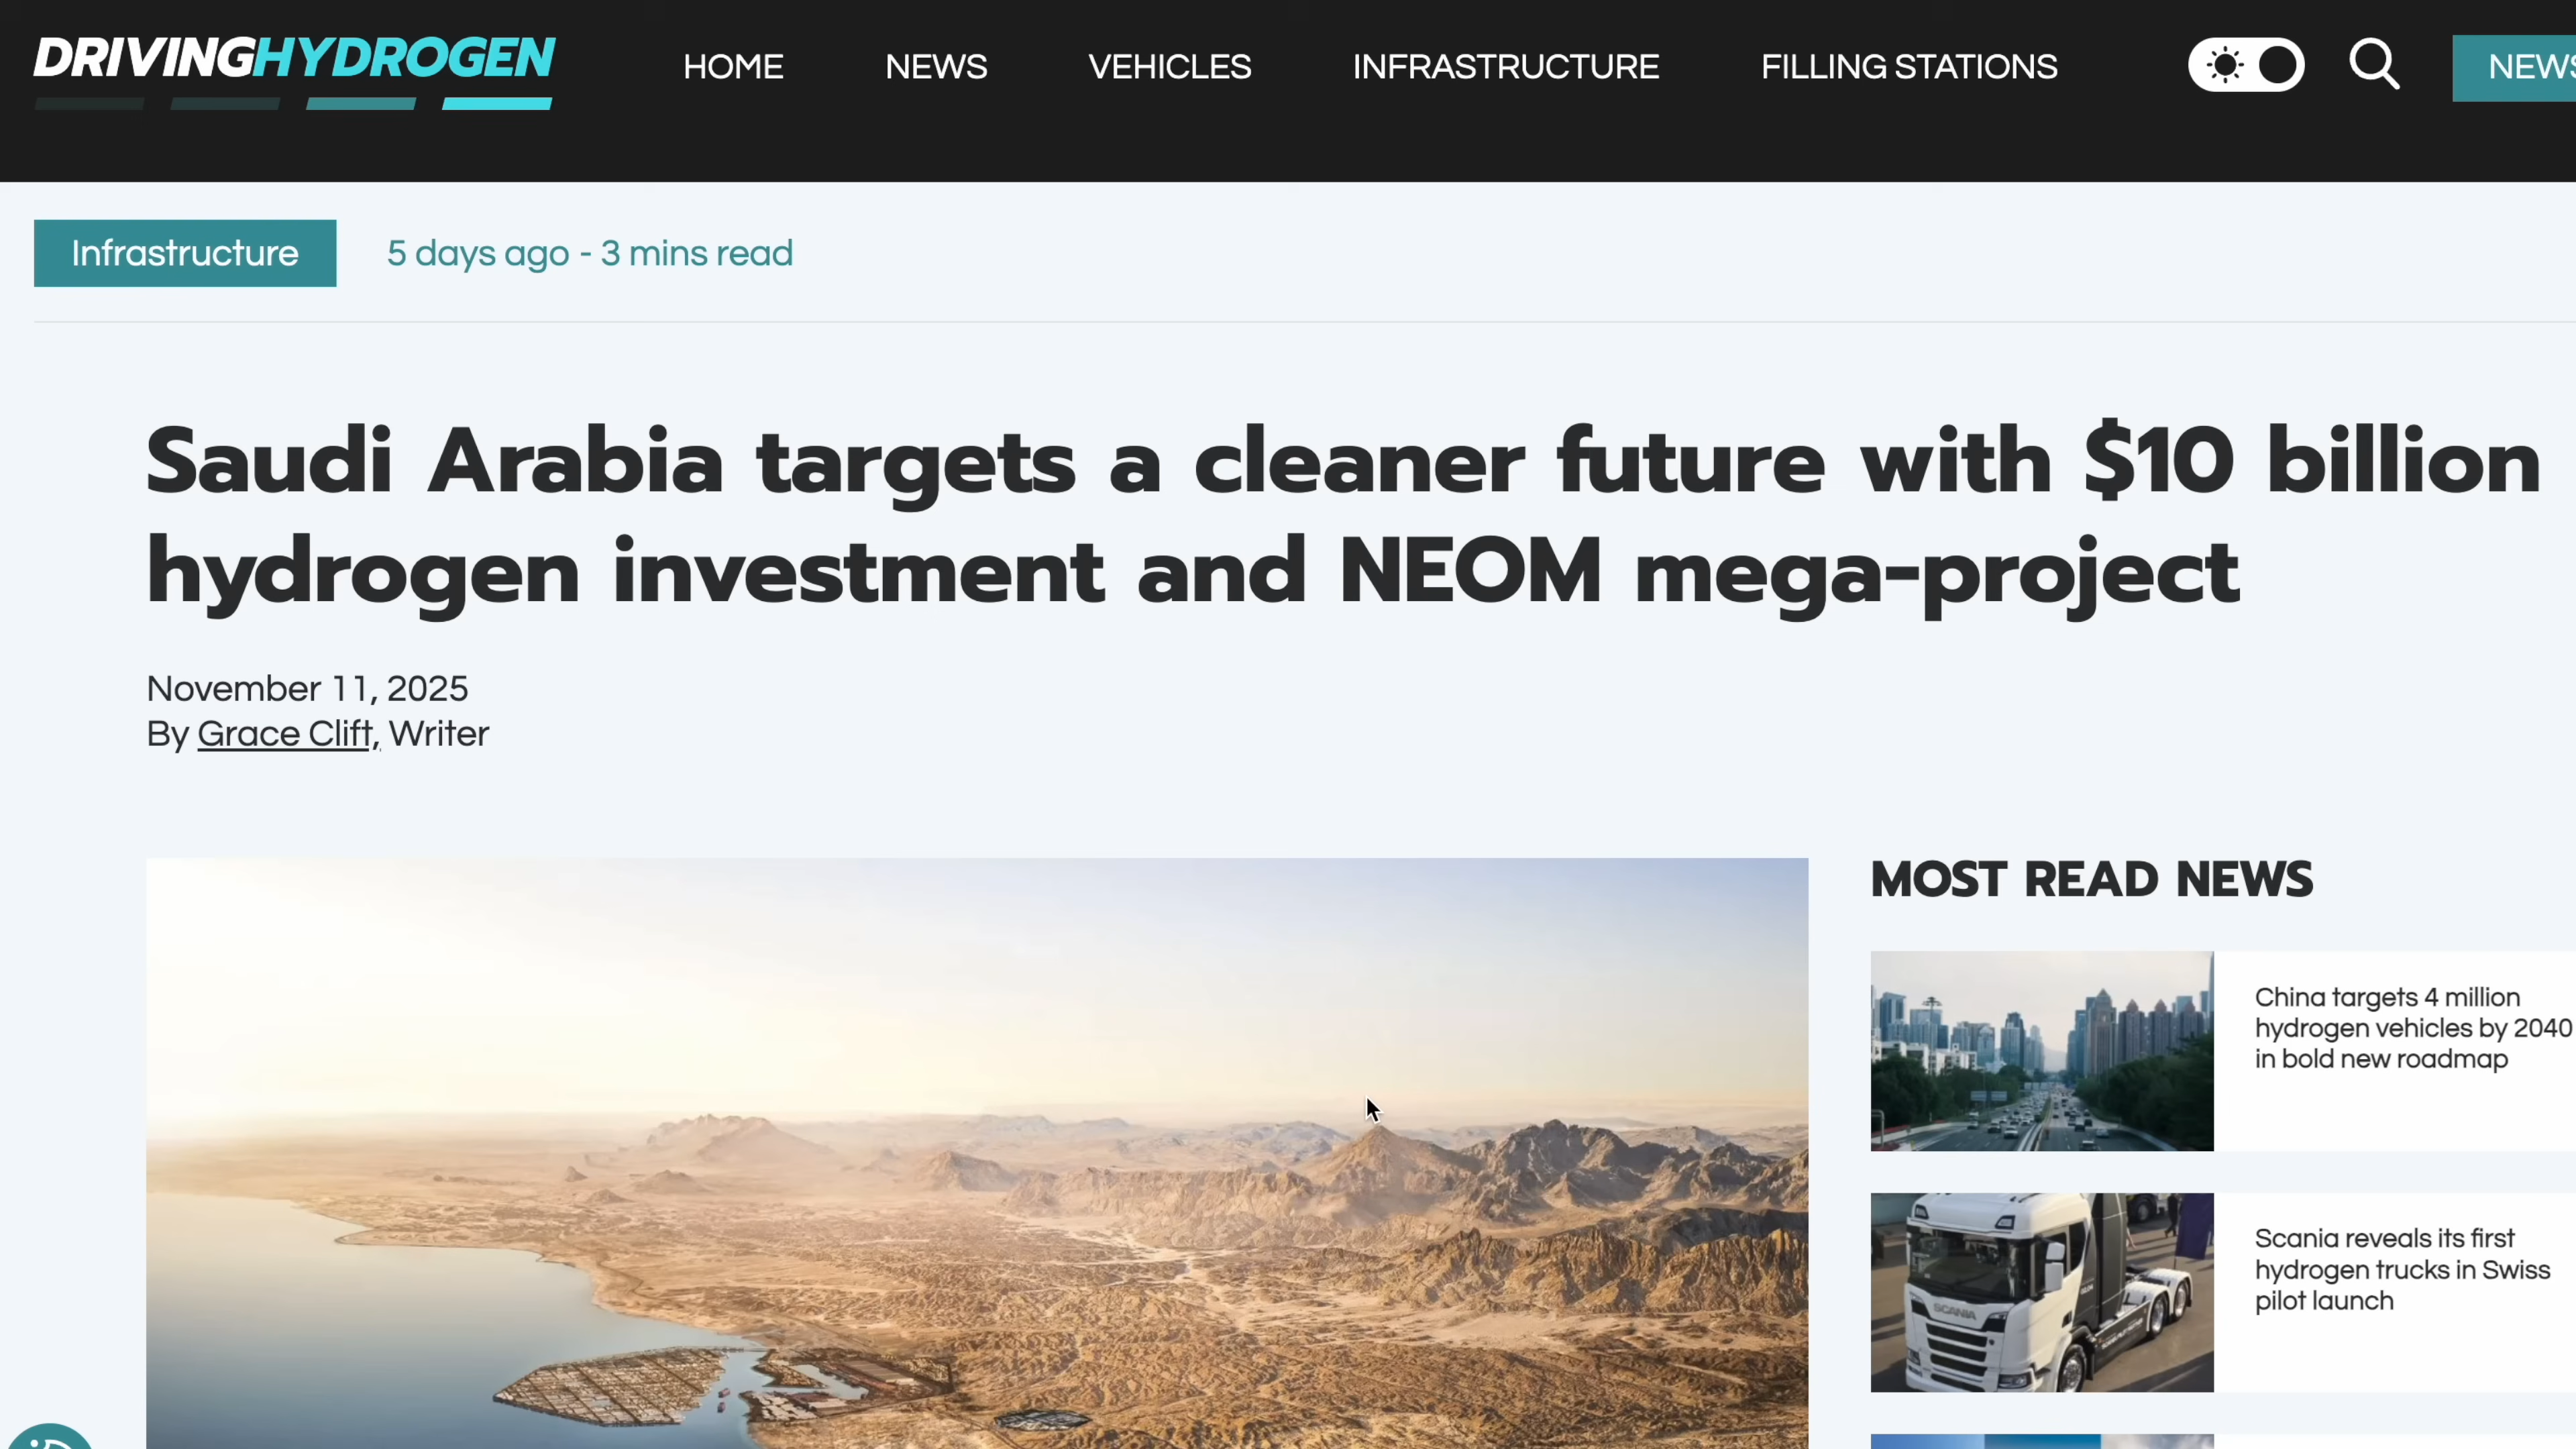 DRIVINGHYDROGEN
HOME NEWS VEHICLES INFRASTRUCTURE FILLING STATIONS
Infrastructure 5 days ago - 3 mins read
Saudi Arabia targets a cleaner future with $10 billion
hydrogen investment and NEOM mega-project
November 11, 2025
By Grace Clift, Writer
MOST READ NEWS
China targets 4 million
hydrogen vehicles by 2040
in bold new roadmap
SCANIA
Scania reveals its first
hydrogen trucks in Swiss
pilot launch